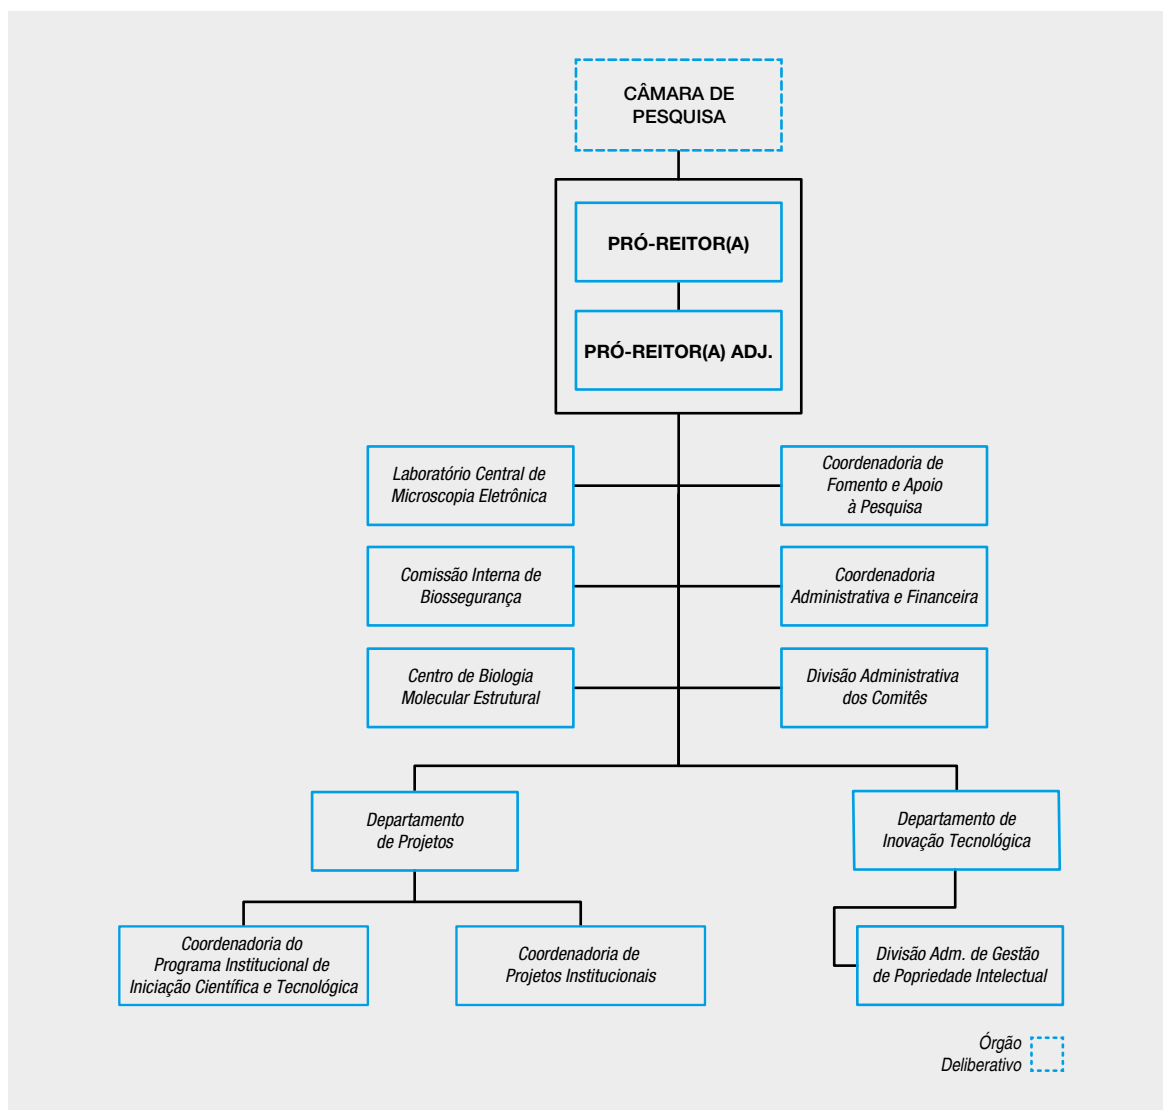 CÂMARA DE
PESQUISA
PRÓ-REITOR(A)
PRÓ-REITOR(A) ADJ.
Laboratório Central de
Microscopia Eletrônica
Coordenadoria de
Fomento e Apoio
à Pesquisa
Comissão Interna de
Biossegurança
Coordenadoria
Administrativa e Financeira
Centro de Biologia
Molecular Estrutural
Divisão Administrativa
dos Comitês
Departamento
de Projetos
Departamento de
Inovação Tecnológica
Coordenadoria do
Programa Institucional de
Iniciação Científica e Tecnológica
Coordenadoria de
Projetos Institucionais
Divisão Adm. de Gestão
de Popriedade Intelectual
Órgão
Deliberativo